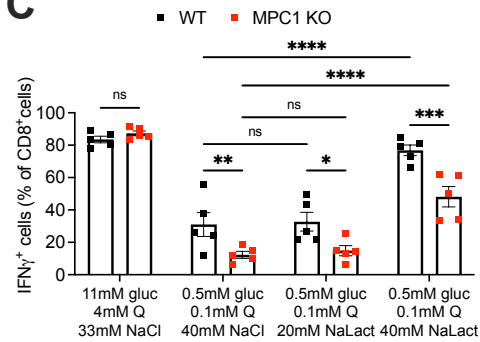 C
WT MPC1 KO
****
****
ns
ns
ns
**
*
***
IFNγ⁺ cells (% of CD8⁺cells)
100
80
60
40
20
0
11mM gluc 0.5mM gluc 0.5mM gluc 0.5mM gluc
4mM Q 0.1mM Q 0.1mM Q 0.1mM Q
33mM NaCl 40mM NaCl 20mM NaLact 40mM NaLact